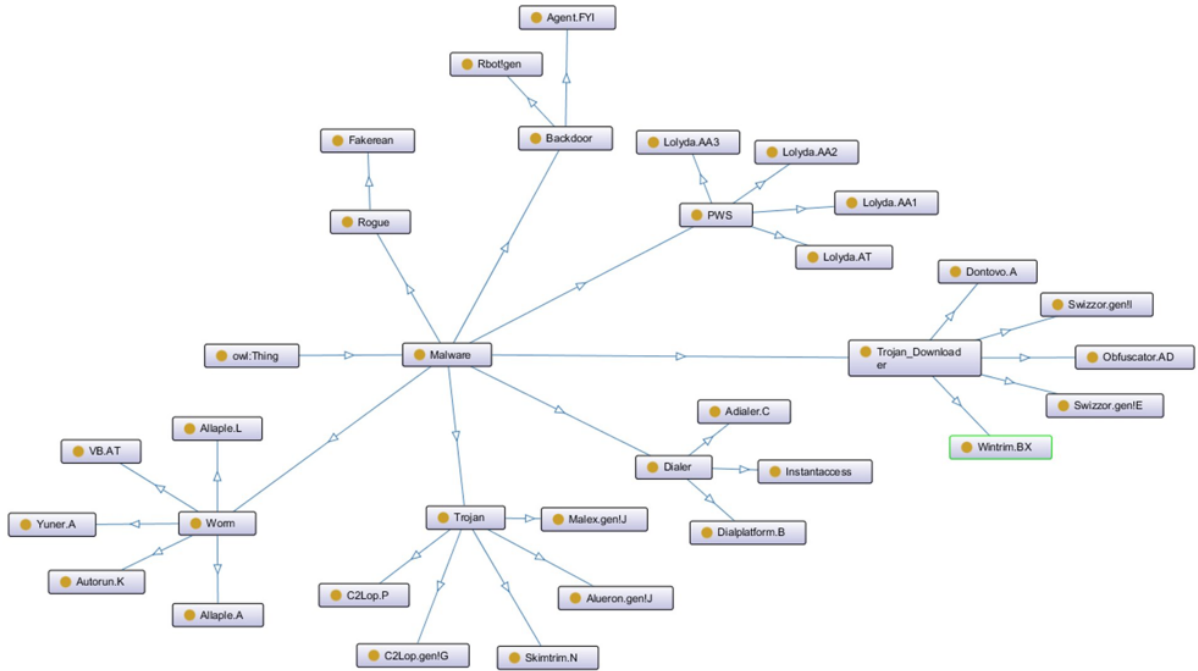 Agent.FYI
Rbot!gen
Backdoor
Fakerean
Lolyda.AA3
Lolyda.AA2
Lolyda.AA1
PWS
Rogue
Lolyda.AT
Dontovo.A
Swizzor.gen!I
owl:Thing
Malware
Trojan_Download
er
Obfuscator.AD
Swizzor.gen!E
Adialer.C
Allaple.L
VB.AT
Wintrim.BX
Dialer
Instantaccess
Yuner.A
Worm
Trojan
Malex.gen!J
Dialplatform.B
Autorun.K
C2Lop.P
Alueron.gen!J
Allaple.A
C2Lop.gen!G
Skimtrim.N